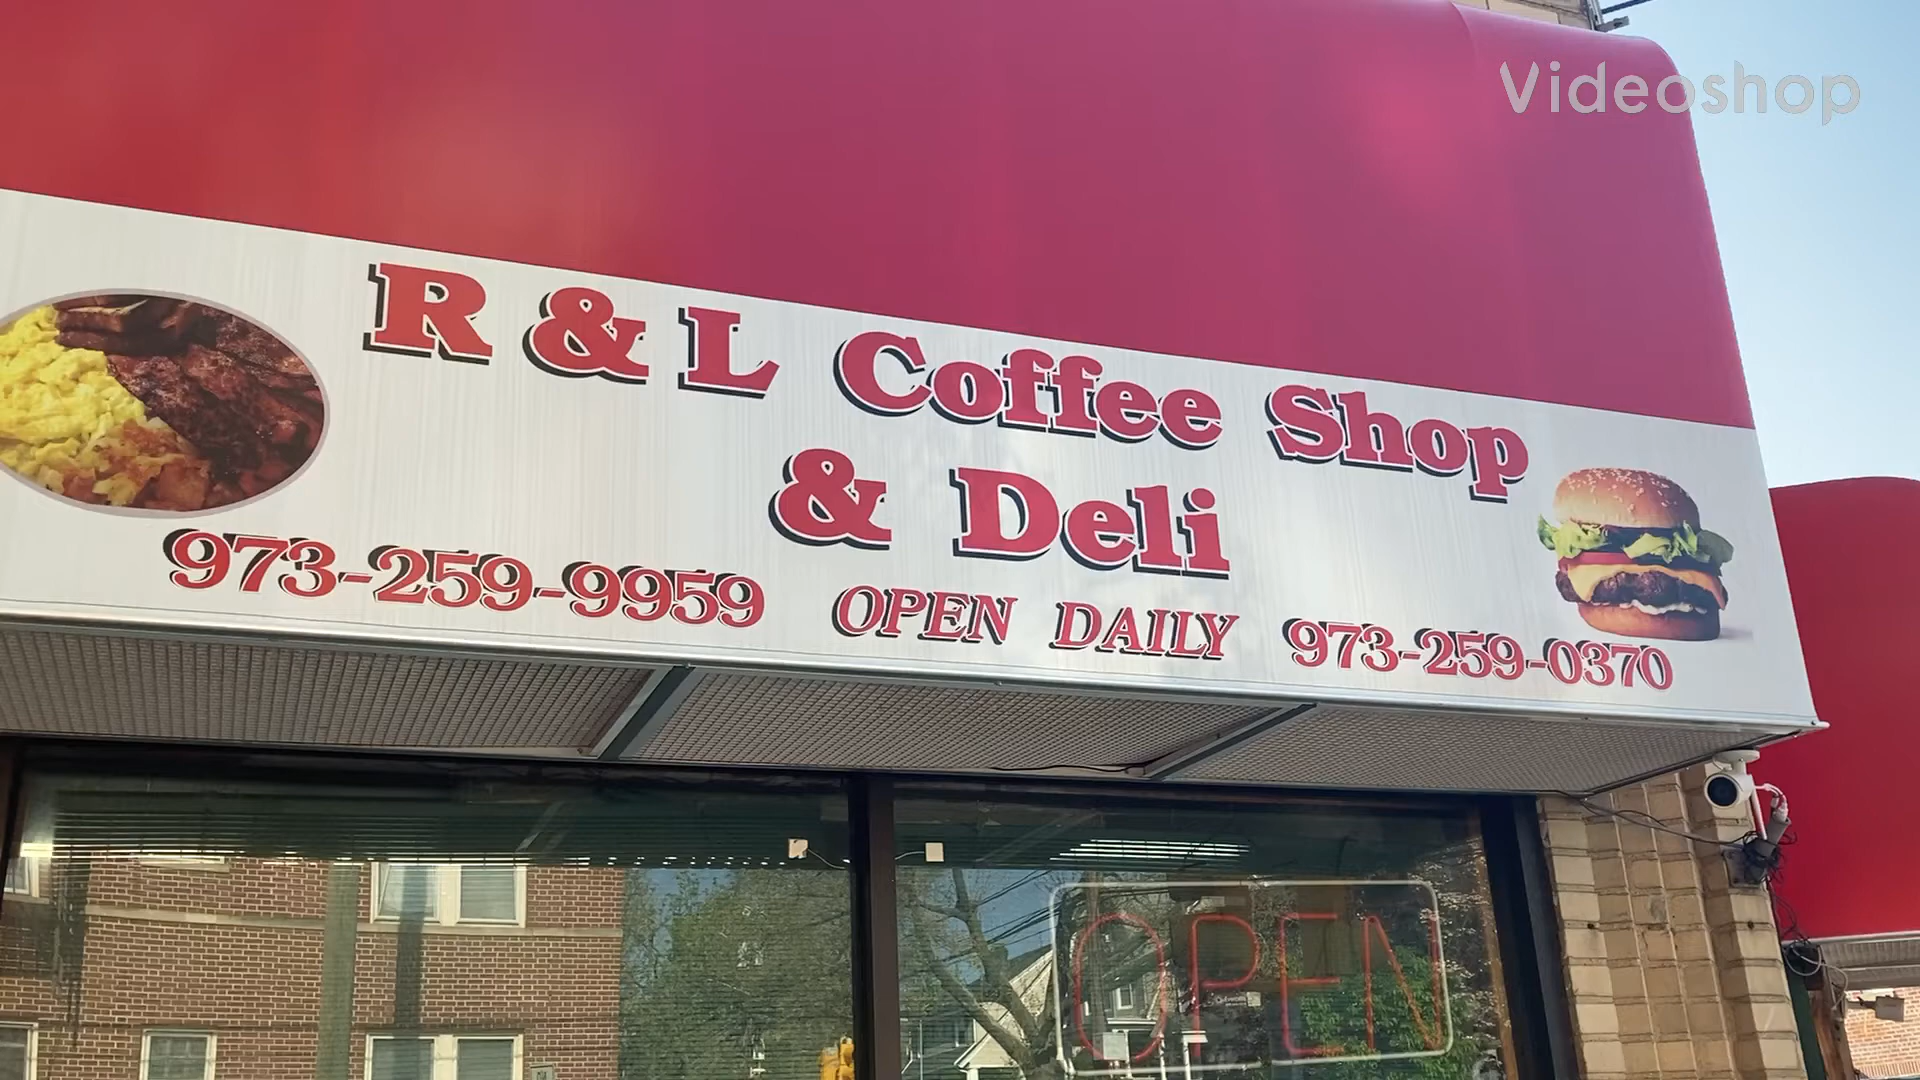 Videoshop
R & L Coffee Shop
& Deli
973-259-9959 OPEN DAILY 973-259-0370
OPEN